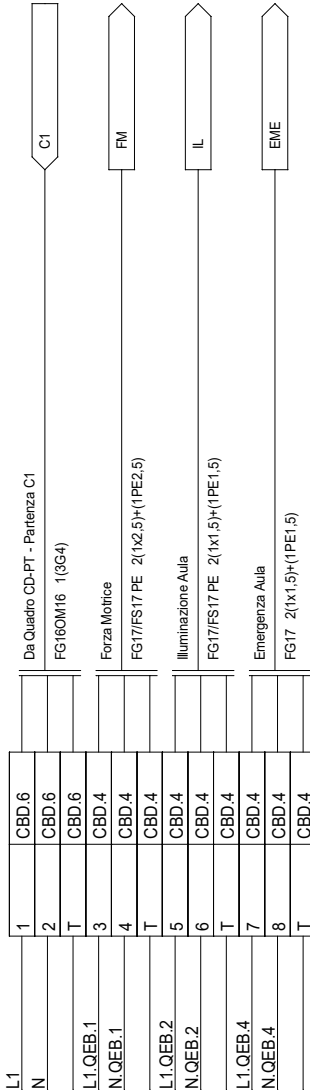 L1
1
CBD.6
Da Quadro CD-PT - Partenza C1
N
2
CBD.6
FG16OM16 1(3G4)
C1
T
CBD.6
L1.QEB.1
3
CBD.4
Forza Motrice
N.QEB.1
4
CBD.4
FG17/FS17 PE 2(1x2,5)+(1PE2,5)
FM
T
CBD.4
L1.QEB.2
5
CBD.4
Illuminazione Aula
N.QEB.2
6
CBD.4
FG17/FS17 PE 2(1x1,5)+(1PE1,5)
IL
T
CBD.4
L1.QEB.4
7
CBD.4
Emergenza Aula
N.QEB.4
8
CBD.4
FG17 2(1x1,5)+(1PE1,5)
EME
T
CBD.4